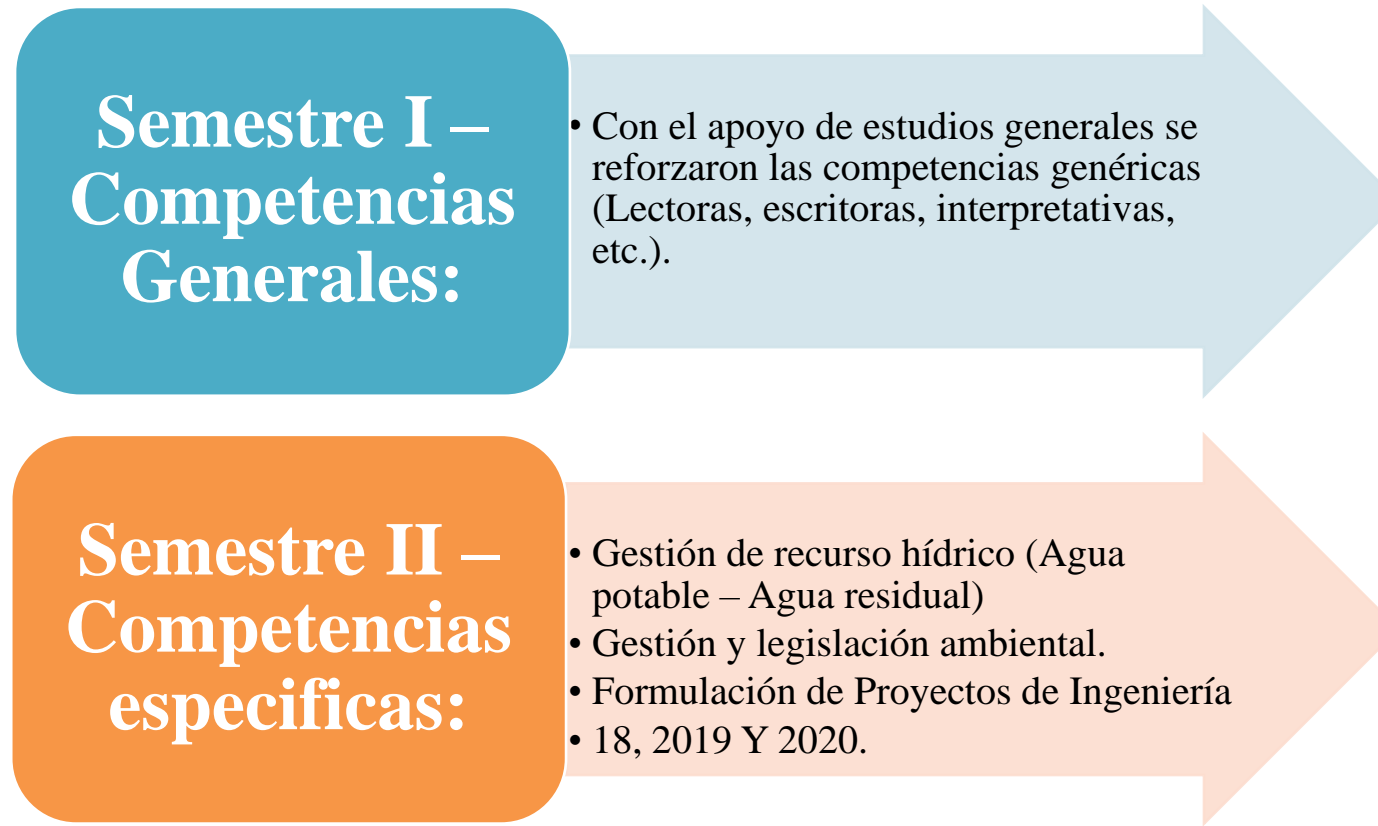 Semestre I –
Competencias
Generales:
• Con el apoyo de estudios generales se
reforzaron las competencias genéricas
(Lectoras, escritoras, interpretativas,
etc.).
Semestre II –
Competencias
especificas:
• Gestión de recurso hídrico (Agua
potable – Agua residual)
• Gestión y legislación ambiental.
• Formulación de Proyectos de Ingeniería
• 18, 2019 Y 2020.